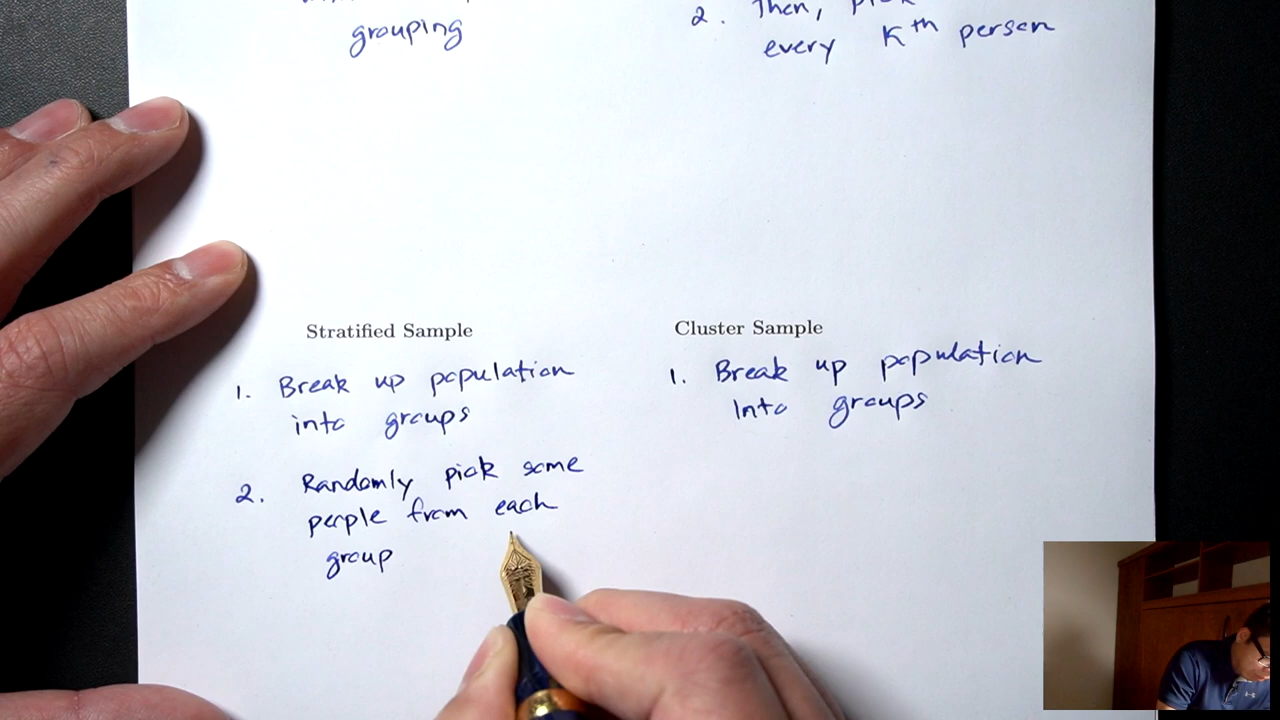 grouping
2. Then,
every Kth person
Stratified Sample
1. Break up population
into groups
2. Randomly pick some
people from each
group
Cluster Sample
1. Break up population
Into groups